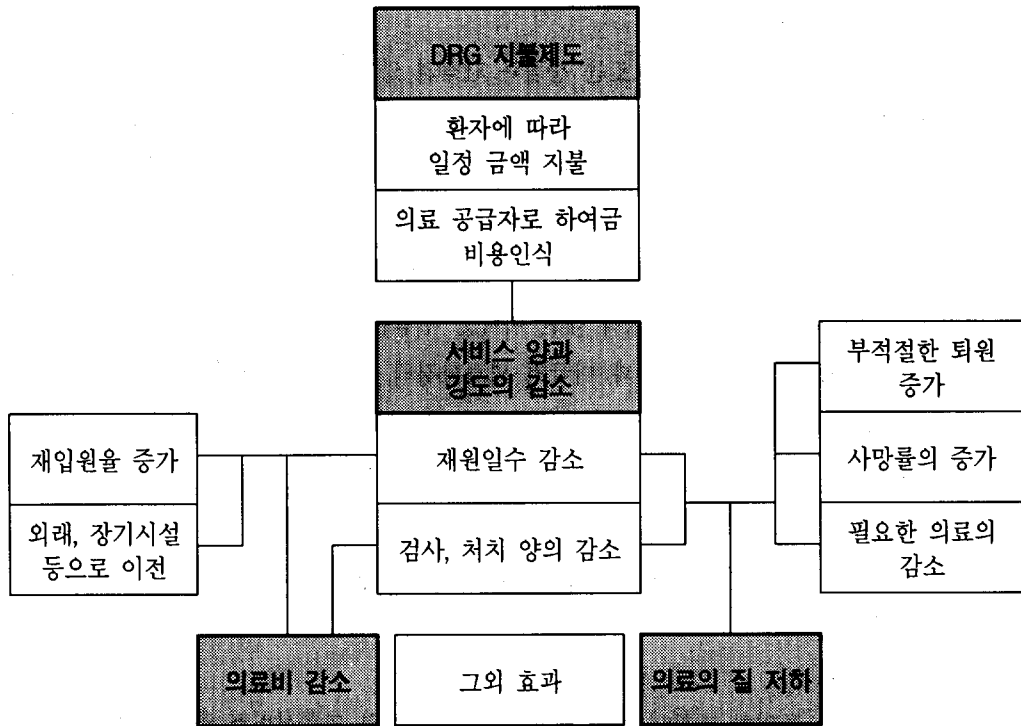 DRG 지불제도
환자에 따라
일정 금액 지불
의료 공급자로 하여금
비용인식
서비스 양과
강도의 감소
재원일수 감소
검사, 처치 양의 감소
재입원율 증가
외래, 장기시설
등으로 이전
부적절한 퇴원
증가
사망률의 증가
필요한 의료의
감소
의료비 감소
그외 효과
의료의 질 저하